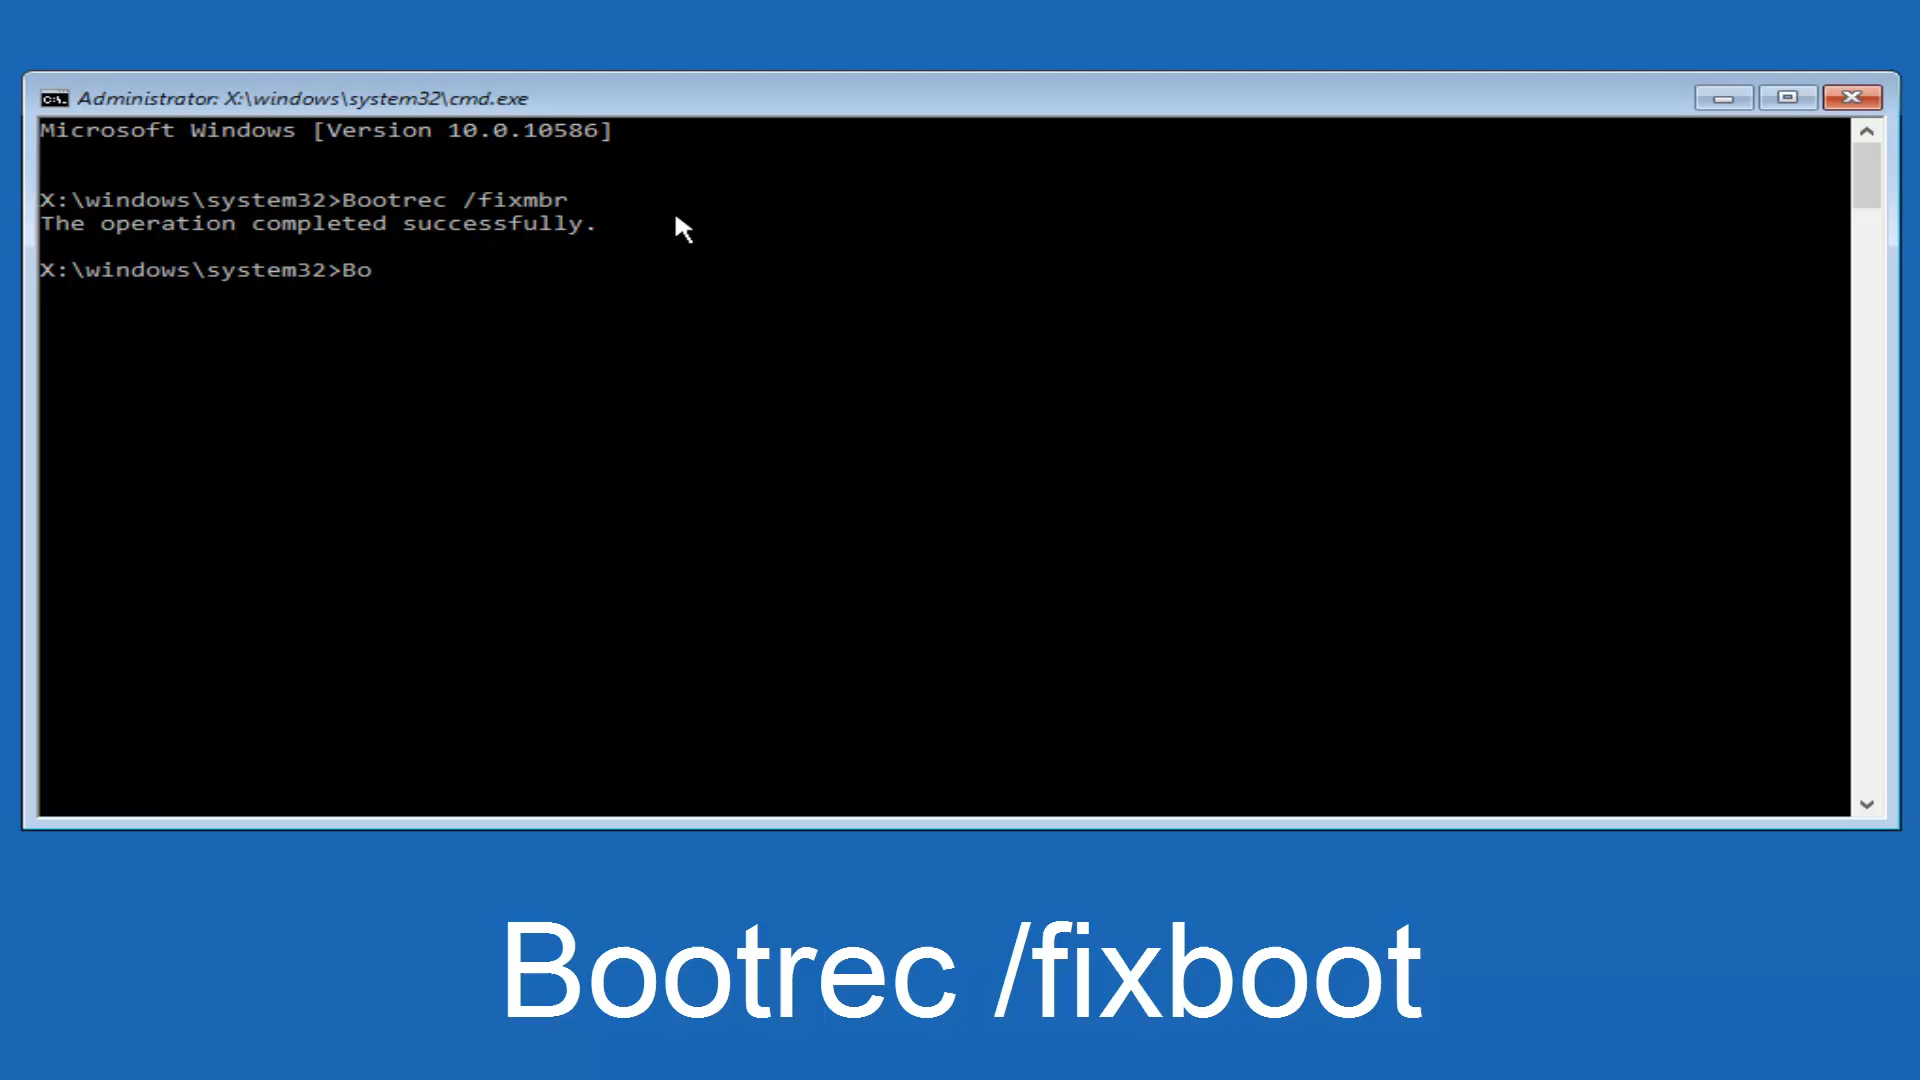 Administrator: X:\windows\system32\cmd.exe
Microsoft Windows [Version 10.0.10586]
X:\windows\system32>Bootrec /fixmbr
The operation completed successfully.
X:\windows\system32>Bo
Bootrec /fixboot